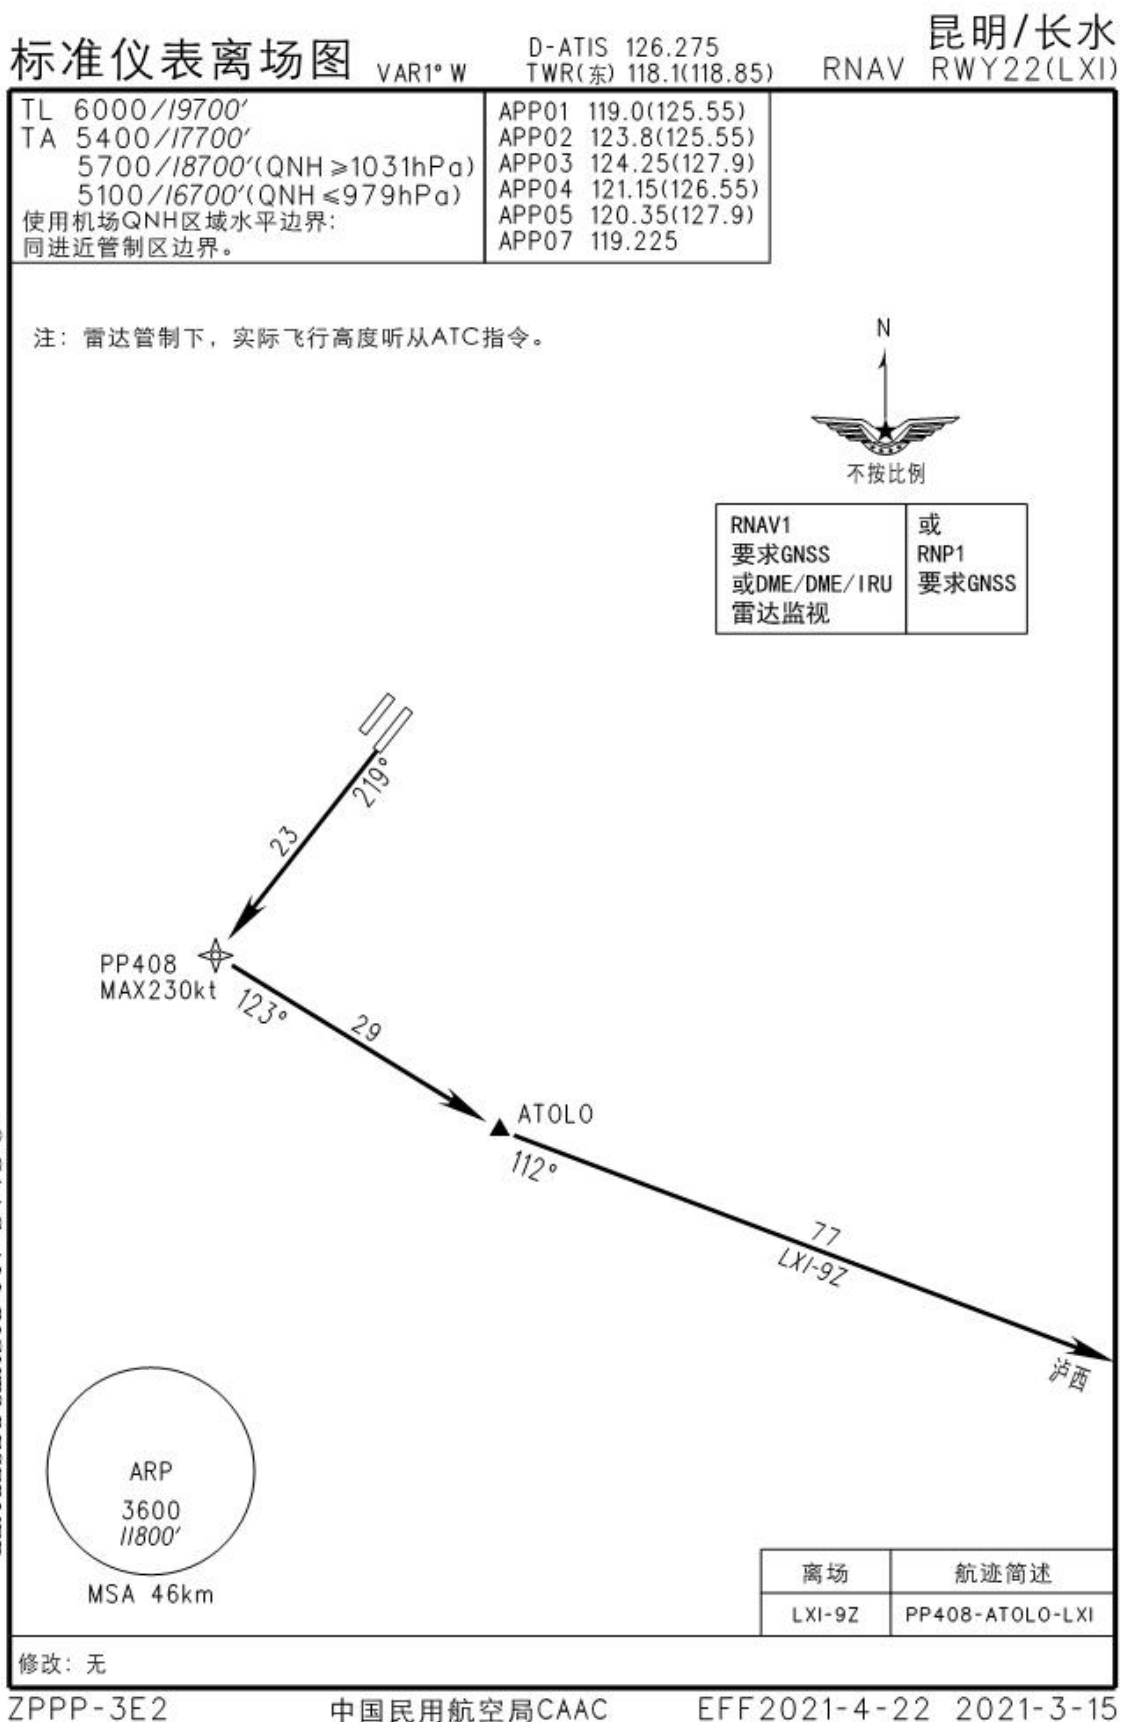 昆明/长水
标准仪表离场图 VAR1° W
D-ATIS 126.275
TWR(东) 118.1(118.85)
RNAV RWY22(LXI)
TL 6000/19700′
TA 5400/17700′
5700/18700′(QNH≥1031hPa)
5100/16700′(QNH≤979hPa)
使用机场QNH区域水平边界:
同进近管制区边界。
APP01 119.0(125.55)
APP02 123.8(125.55)
APP03 124.25(127.9)
APP04 121.15(126.55)
APP05 120.35(127.9)
APP07 119.225
注: 雷达管制下，实际飞行高度听从ATC指令。
N
不按比例
RNAV1
要求GNSS
或DME/DME/IRU
雷达监视
或
RNP1
要求GNSS
219°
23
PP408
MAX230kt
123°
29
ATOLO
112°
77
LXI-9Z
泸西
ARP
3600
11800′
MSA 46km
离场 航迹简述
LXI-9Z PP408-ATOLO-LXI
修改: 无
ZPPP-3E2 中国民用航空局CAAC EFF2021-4-22 2021-3-15